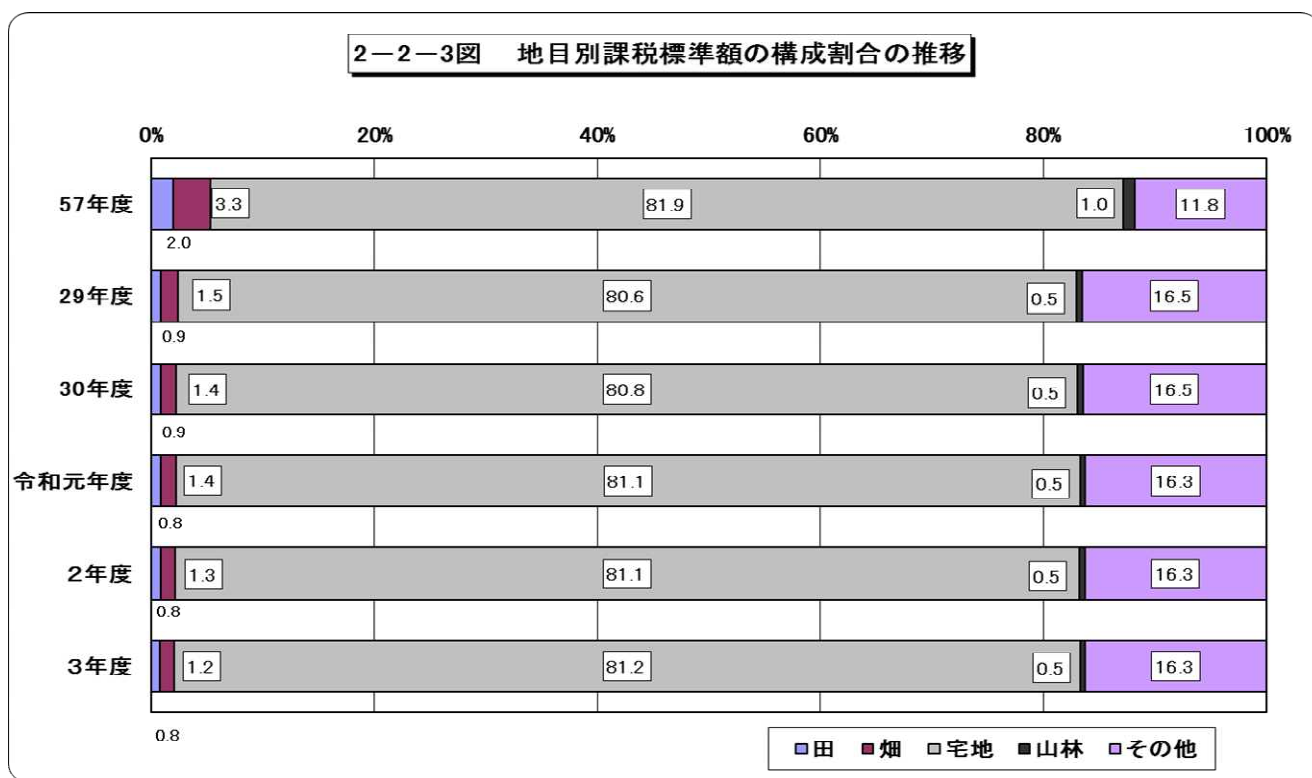 2－2－3図　地目別課税標準額の構成割合の推移
0% 20% 40% 60% 80% 100%
57年度 3.3 81.9 1.0 11.8
2.0
29年度 1.5 80.6 0.5 16.5
0.9
30年度 1.4 80.8 0.5 16.5
0.9
令和元年度 1.4 81.1 0.5 16.3
0.8
2年度 1.3 81.1 0.5 16.3
0.8
3年度 1.2 81.2 0.5 16.3
0.8
田 畑 宅地 山林 その他